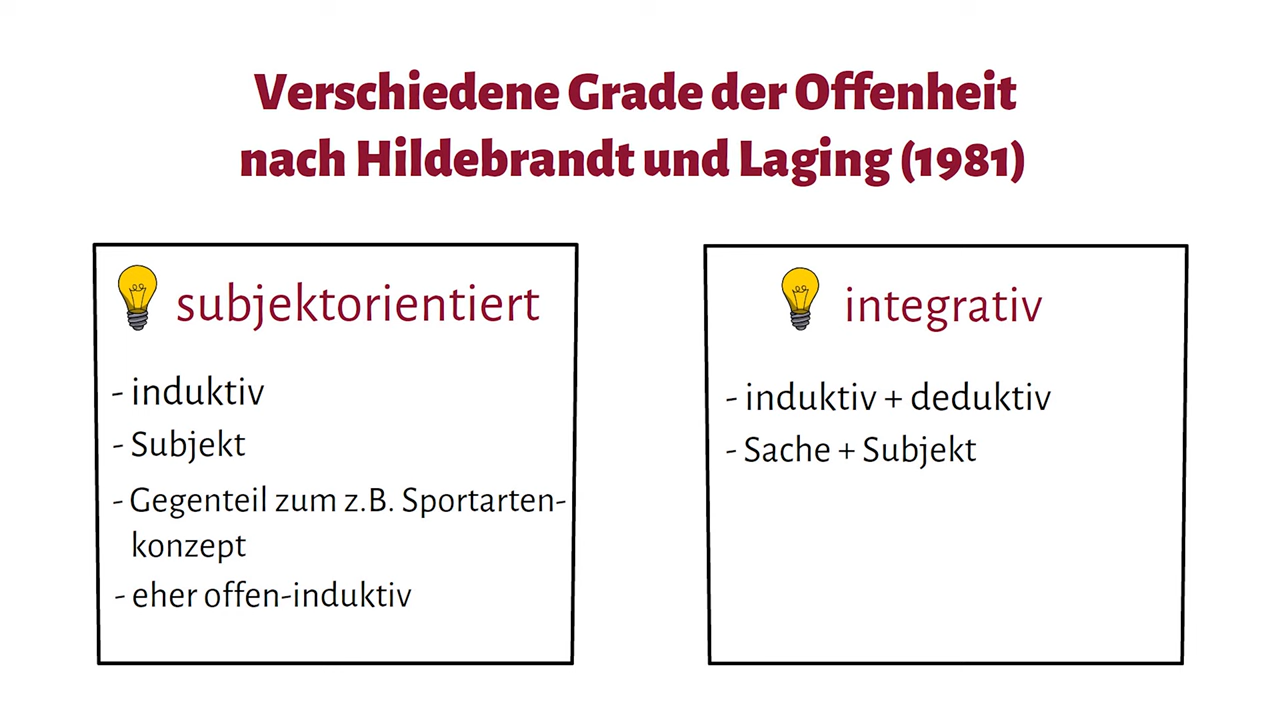 Verschiedene Grade der Offenheit
nach Hildebrandt und Laging (1981)
subjektorientiert
- induktiv
- Subjekt
- Gegenteil zum z.B. Sportarten-
konzept
- eher offen-induktiv
integrativ
- induktiv + deduktiv
- Sache + Subjekt